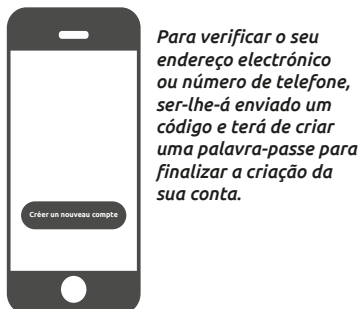 Para verificar o seu
endereço electrónico
ou número de telefone,
ser-lhe-á enviado um
código e terá de criar
uma palavra-passe para
finalizar a criação da
sua conta.
Créer un nouveau compte